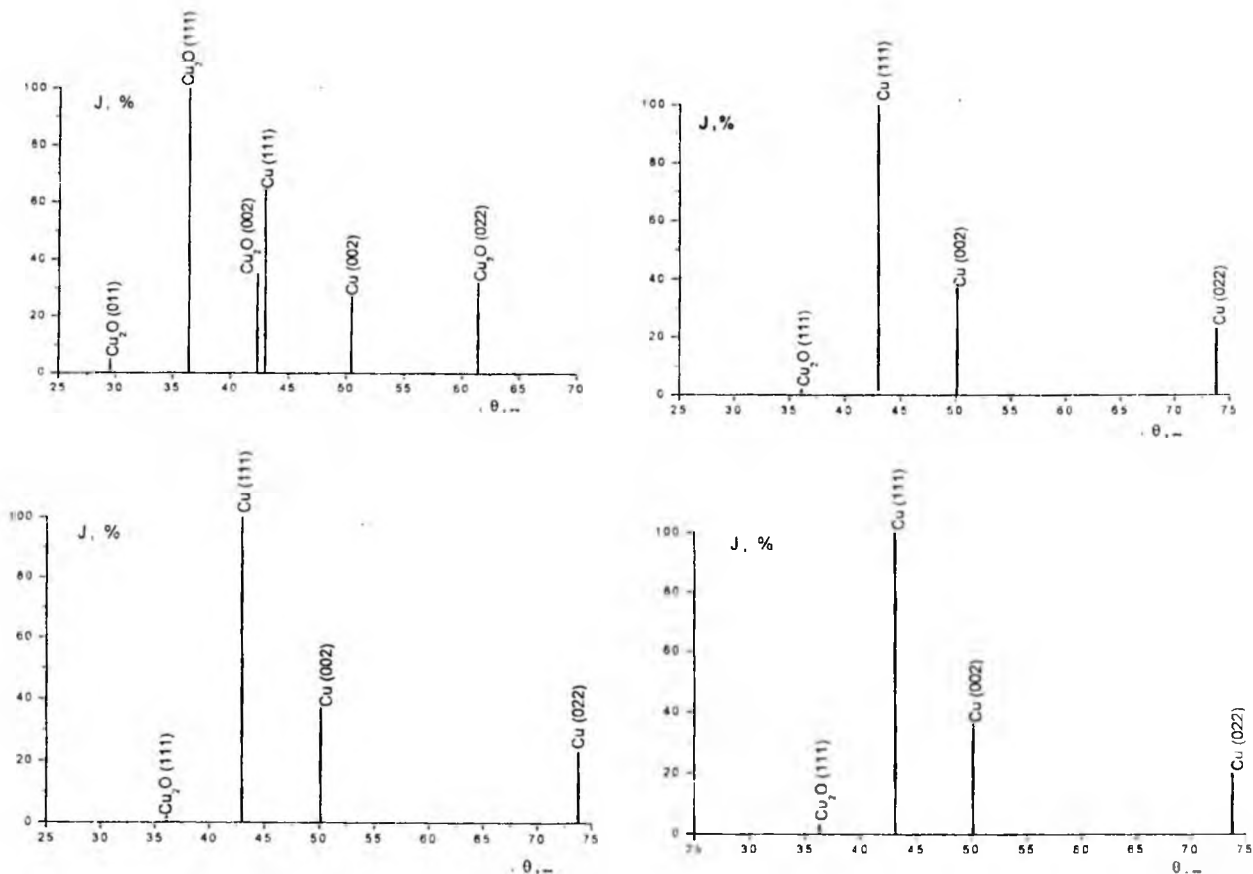 J, %
100
80
60
40
20
0
Cu₂O (011)
Cu₂O (111)
Cu₂O (002)
Cu (111)
Cu (002)
Cu₂O (022)
25 30 35 40 45 50 55 60 65 70
θ,
J,%
100
80
60
40
20
0
Cu₂O (111)
Cu (111)
Cu (002)
Cu (022)
25 30 35 40 45 50 55 60 65 70 75
θ,
J, %
100
80
60
40
20
0
Cu₂O (111)
Cu (111)
Cu (002)
Cu (022)
25 30 35 40 45 50 55 60 65 70 75
θ,
J, %
100
80
60
40
20
0
Cu₂O (111)
Cu (111)
Cu (002)
Cu (022)
25 30 35 40 45 50 55 60 65 70 75
θ,